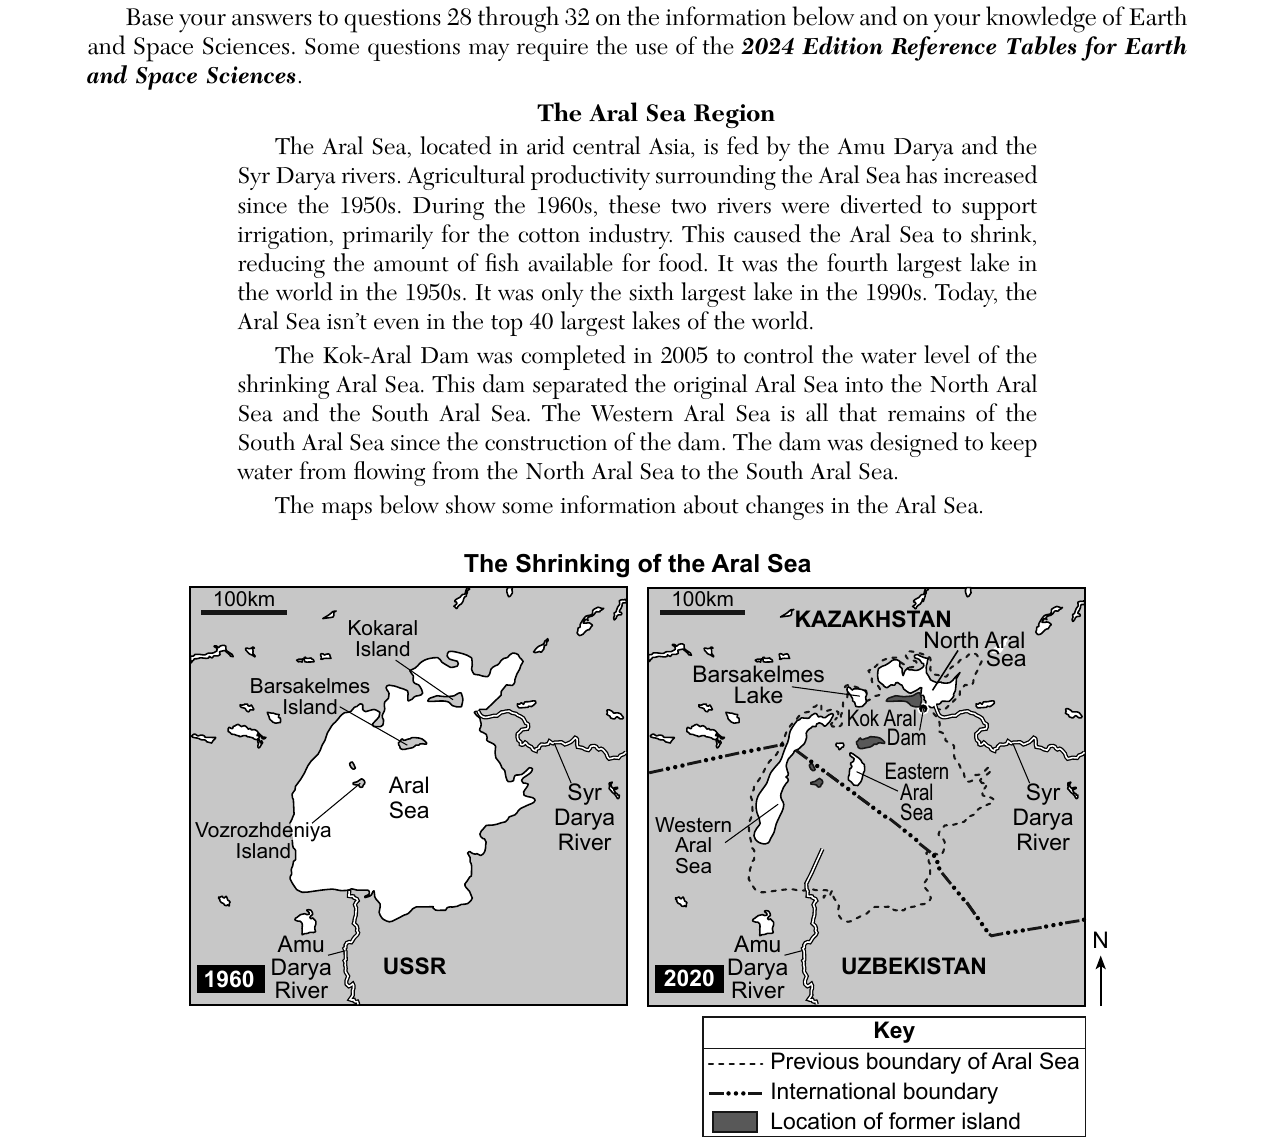 Base your answers to questions 28 through 32 on the information below and on your knowledge of Earth
and Space Sciences. Some questions may require the use of the 2024 Edition Reference Tables for Earth
and Space Sciences.
The Aral Sea Region
The Aral Sea, located in arid central Asia, is fed by the Amu Darya and the
Syr Darya rivers. Agricultural productivity surrounding the Aral Sea has increased
since the 1950s. During the 1960s, these two rivers were diverted to support
irrigation, primarily for the cotton industry. This caused the Aral Sea to shrink,
reducing the amount of fish available for food. It was the fourth largest lake in
the world in the 1950s. It was only the sixth largest lake in the 1990s. Today, the
Aral Sea isn’t even in the top 40 largest lakes of the world.
The Kok-Aral Dam was completed in 2005 to control the water level of the
shrinking Aral Sea. This dam separated the original Aral Sea into the North Aral
Sea and the South Aral Sea. The Western Aral Sea is all that remains of the
South Aral Sea since the construction of the dam. The dam was designed to keep
water from flowing from the North Aral Sea to the South Aral Sea.
The maps below show some information about changes in the Aral Sea.
The Shrinking of the Aral Sea
100km
Kokaral
Island
Barsakelmes
Island
Aral
Sea
Vozrozhdeniya
Island
Syr
Darya
River
Amu
Darya
River
USSR
1960
100km
KAZAKHSTAN
North Aral
Sea
Barsakelmes
Lake
Kok Aral
Dam
Eastern
Aral
Sea
Western
Aral
Sea
Syr
Darya
River
Amu
Darya
River
UZBEKISTAN
2020
N
Key
Previous boundary of Aral Sea
International boundary
Location of former island